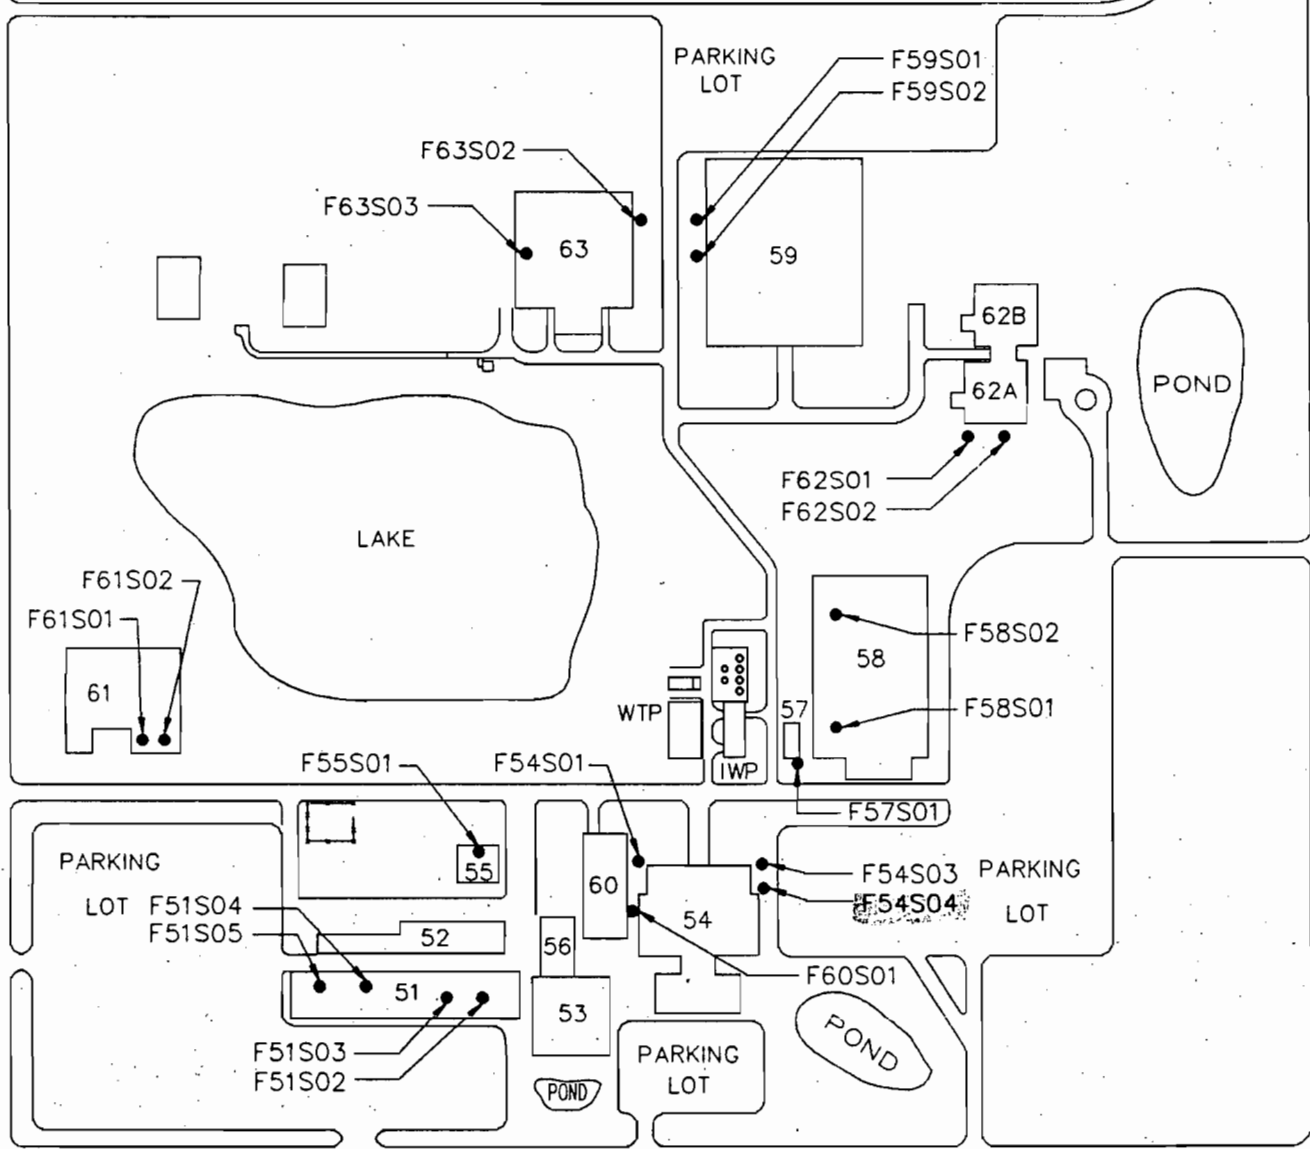 PARKING
LOT
F59S01
F59S02
F63S02
F63S03
63
59
62B
62A
POND
F62S01
F62S02
LAKE
F61S02
F61S01
61
F58S02
58
F58S01
WTP
57
IWP
F55S01
F54S01
F57S01
PARKING
LOT
55
60
F54S03
F54S04
PARKING
LOT
F51S04
F51S05
52
54
56
F60S01
51
53
F51S03
F51S02
PARKING
LOT
POND
POND